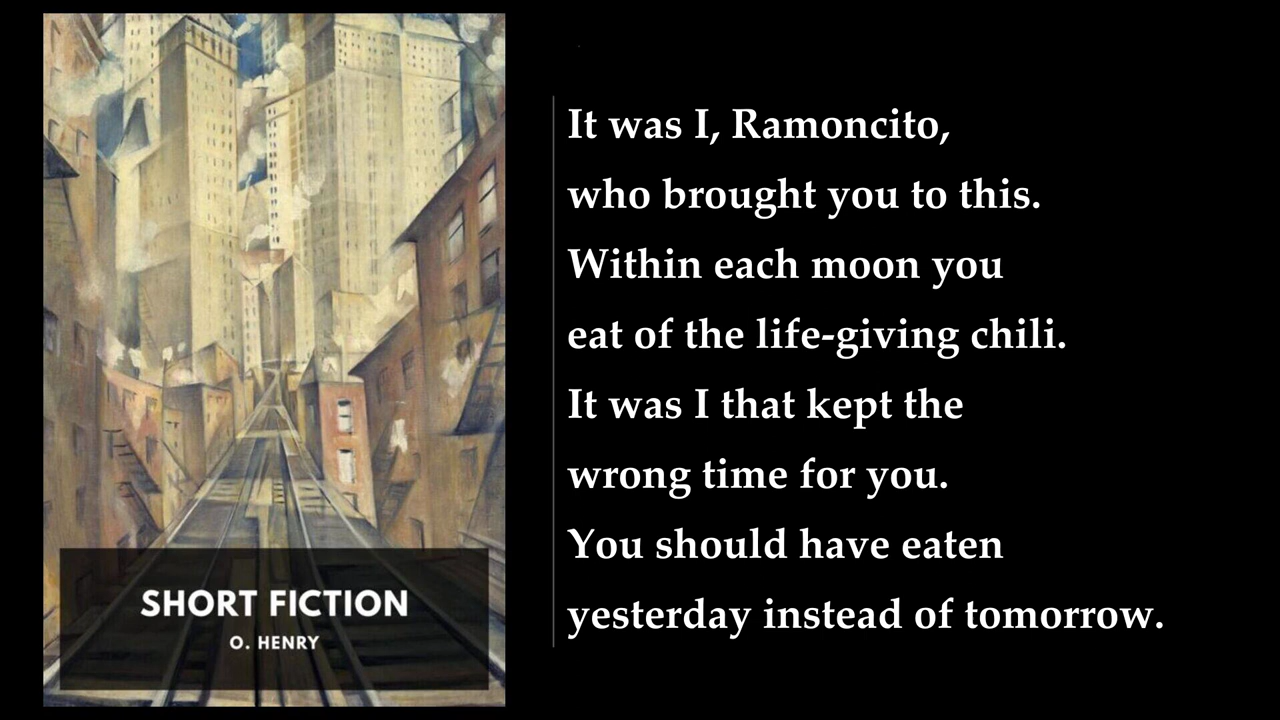 SHORT FICTION
O. HENRY
It was I, Ramoncito,
who brought you to this.
Within each moon you
eat of the life-giving chili.
It was I that kept the
wrong time for you.
You should have eaten
yesterday instead of tomorrow.